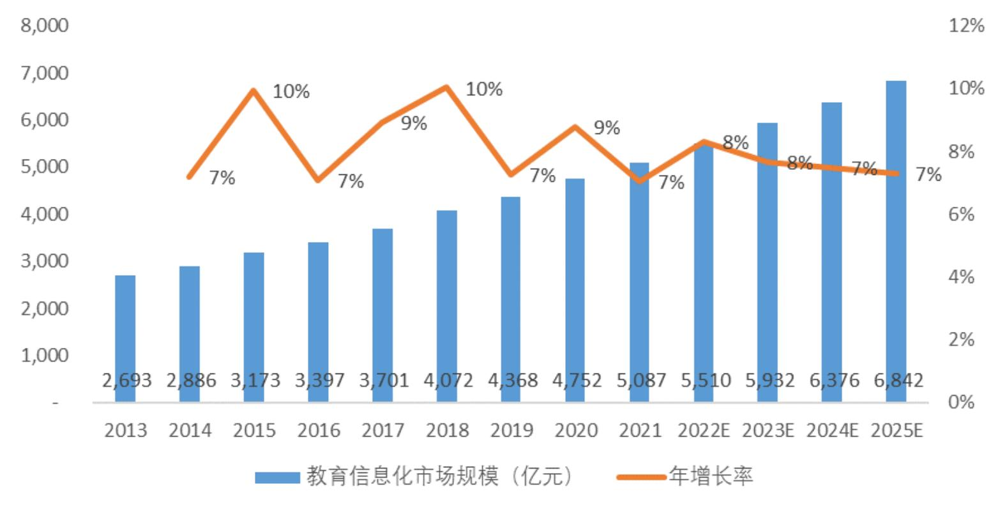 8,000 12%
7,000 10%
6,000 8%
5,000 6%
4,000 4%
3,000 2%
2,000 0%
1,000
-
7% 10% 7% 9% 10% 7% 9% 7% 8% 8% 7% 7%
2,693 2,886 3,173 3,397 3,701 4,072 4,368 4,752 5,087 5,510 5,932 6,376 6,842
2013 2014 2015 2016 2017 2018 2019 2020 2021 2022E 2023E 2024E 2025E
教育信息化市场规模（亿元） 年增长率